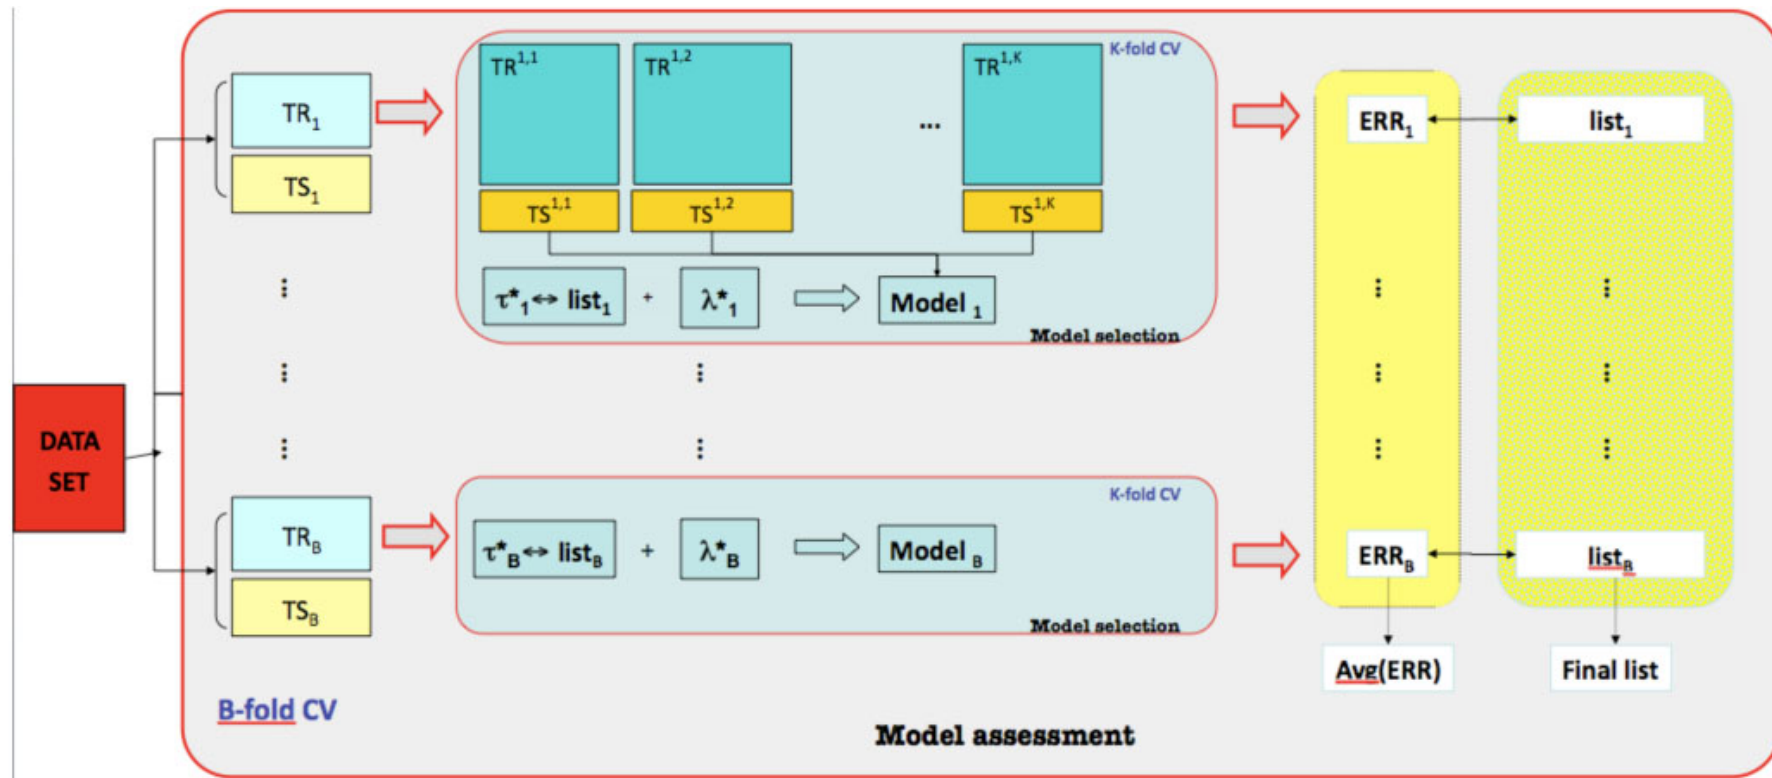 K-fold CV
TR1,1
TR1,2
...
TR1,K
TR1
TS1
TS1,1
TS1,2
TS1,K
ERR1
list1
τ*1↔ list1
+
λ*1
Model 1
Model selection
DATA
SET
K-fold CV
TRB
TSB
τ*B↔ listB
+
λ*B
Model B
Model selection
ERRB
listB
Avg(ERR)
Final list
B-fold CV
Model assessment